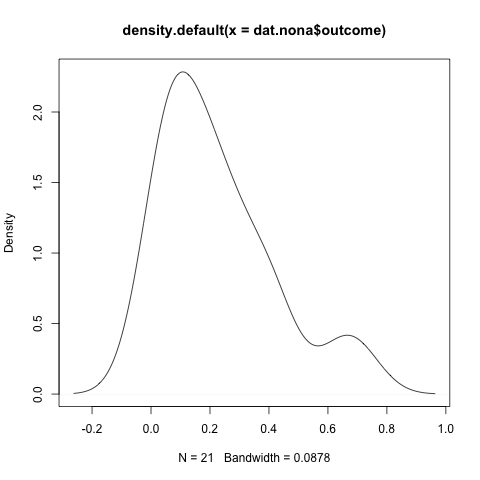 density.default(x = dat.nona$outcome)
Density
2.0
1.5
1.0
0.5
0.0
-0.2 0.0 0.2 0.4 0.6 0.8 1.0
N = 21 Bandwidth = 0.0878